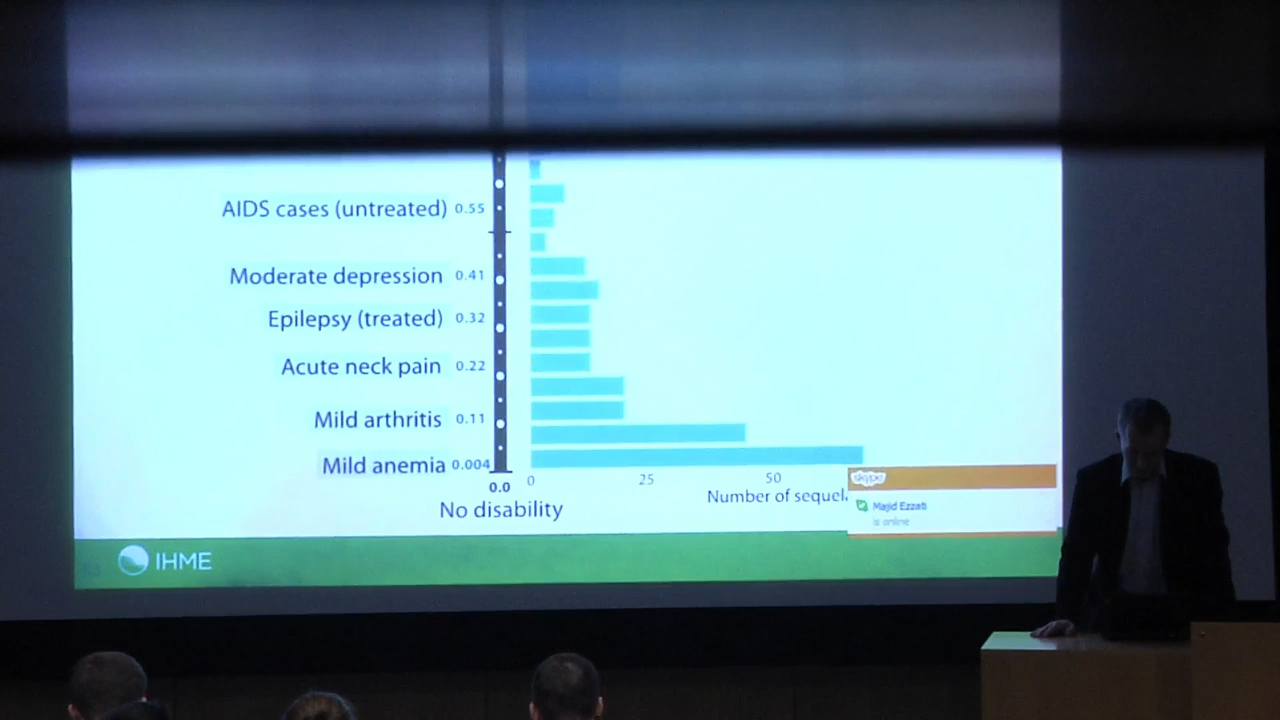 AIDS cases (untreated) 0.55
Moderate depression 0.41
Epilepsy (treated) 0.32
Acute neck pain 0.22
Mild arthritis 0.11
Mild anemia 0.004
0.0
No disability
0 25 50
Number of sequel
skype
Majid Ezzati
is online
IHME